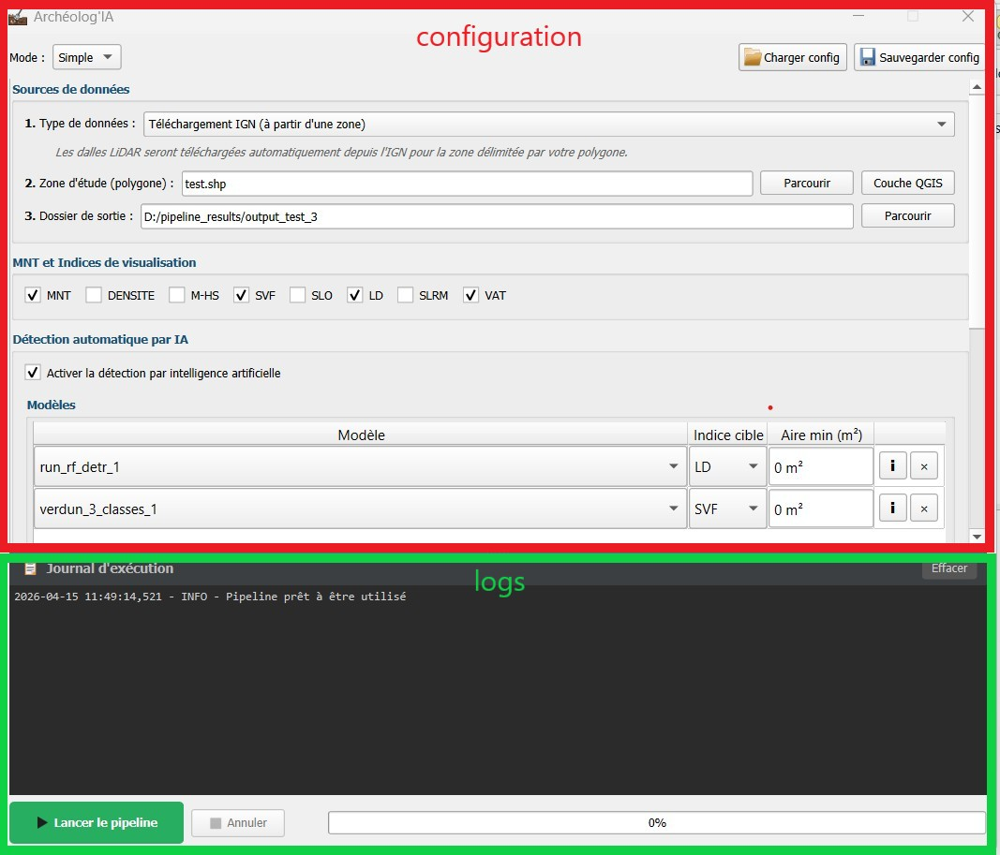 Archéolog'IA
configuration
Mode : Simple Charger config Sauvegarder config
Sources de données
1. Type de données : Téléchargement IGN (à partir d'une zone)
Les dalles LiDAR seront téléchargées automatiquement depuis l'IGN pour la zone délimitée par votre polygone.
2. Zone d'étude (polygone) : test.shp Parcourir Couche QGIS
3. Dossier de sortie : D:/pipeline_results/output_test_3 Parcourir
MNT et Indices de visualisation
MNT DENSITE M-HS SVF SLO LD SLRM VAT
Détection automatique par IA
Activer la détection par intelligence artificielle
Modèles
Modèle Indice cible Aire min (m²)
run_rf_detr_1 LD 0 m² i ×
verdun_3_classes_1 SVF 0 m² i ×
Journal d'exécution Effacer
logs
2026-04-15 11:49:14,521 - INFO - Pipeline prêt à être utilisé
Lancer le pipeline Annuler 0%